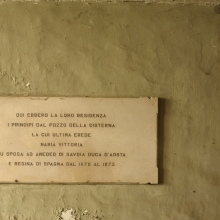 QUI EBBERO LA LORO RESIDENZA
I PRINCIPI DAL POZZO DELLA CISTERNA
LA CUI ULTIMA EREDE
MARIA VITTORIA
FU SPOSA AD AMEDEO DI SAVOIA DUCA D'AOSTA
E REGINA DI SPAGNA DAL 1870 AL 1873